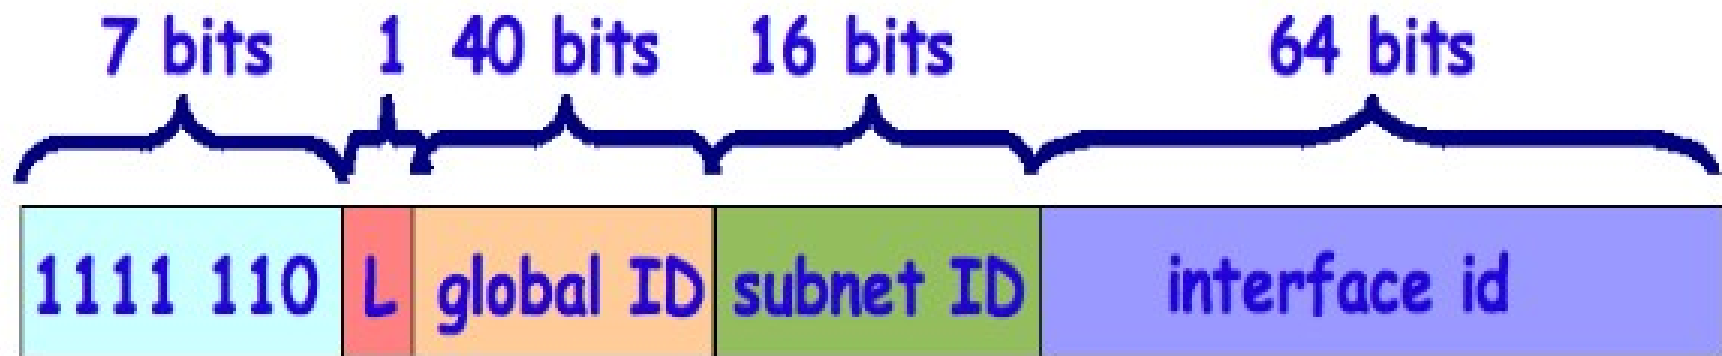 7 bits 1 40 bits 16 bits 64 bits
1111 110 L global ID subnet ID interface id